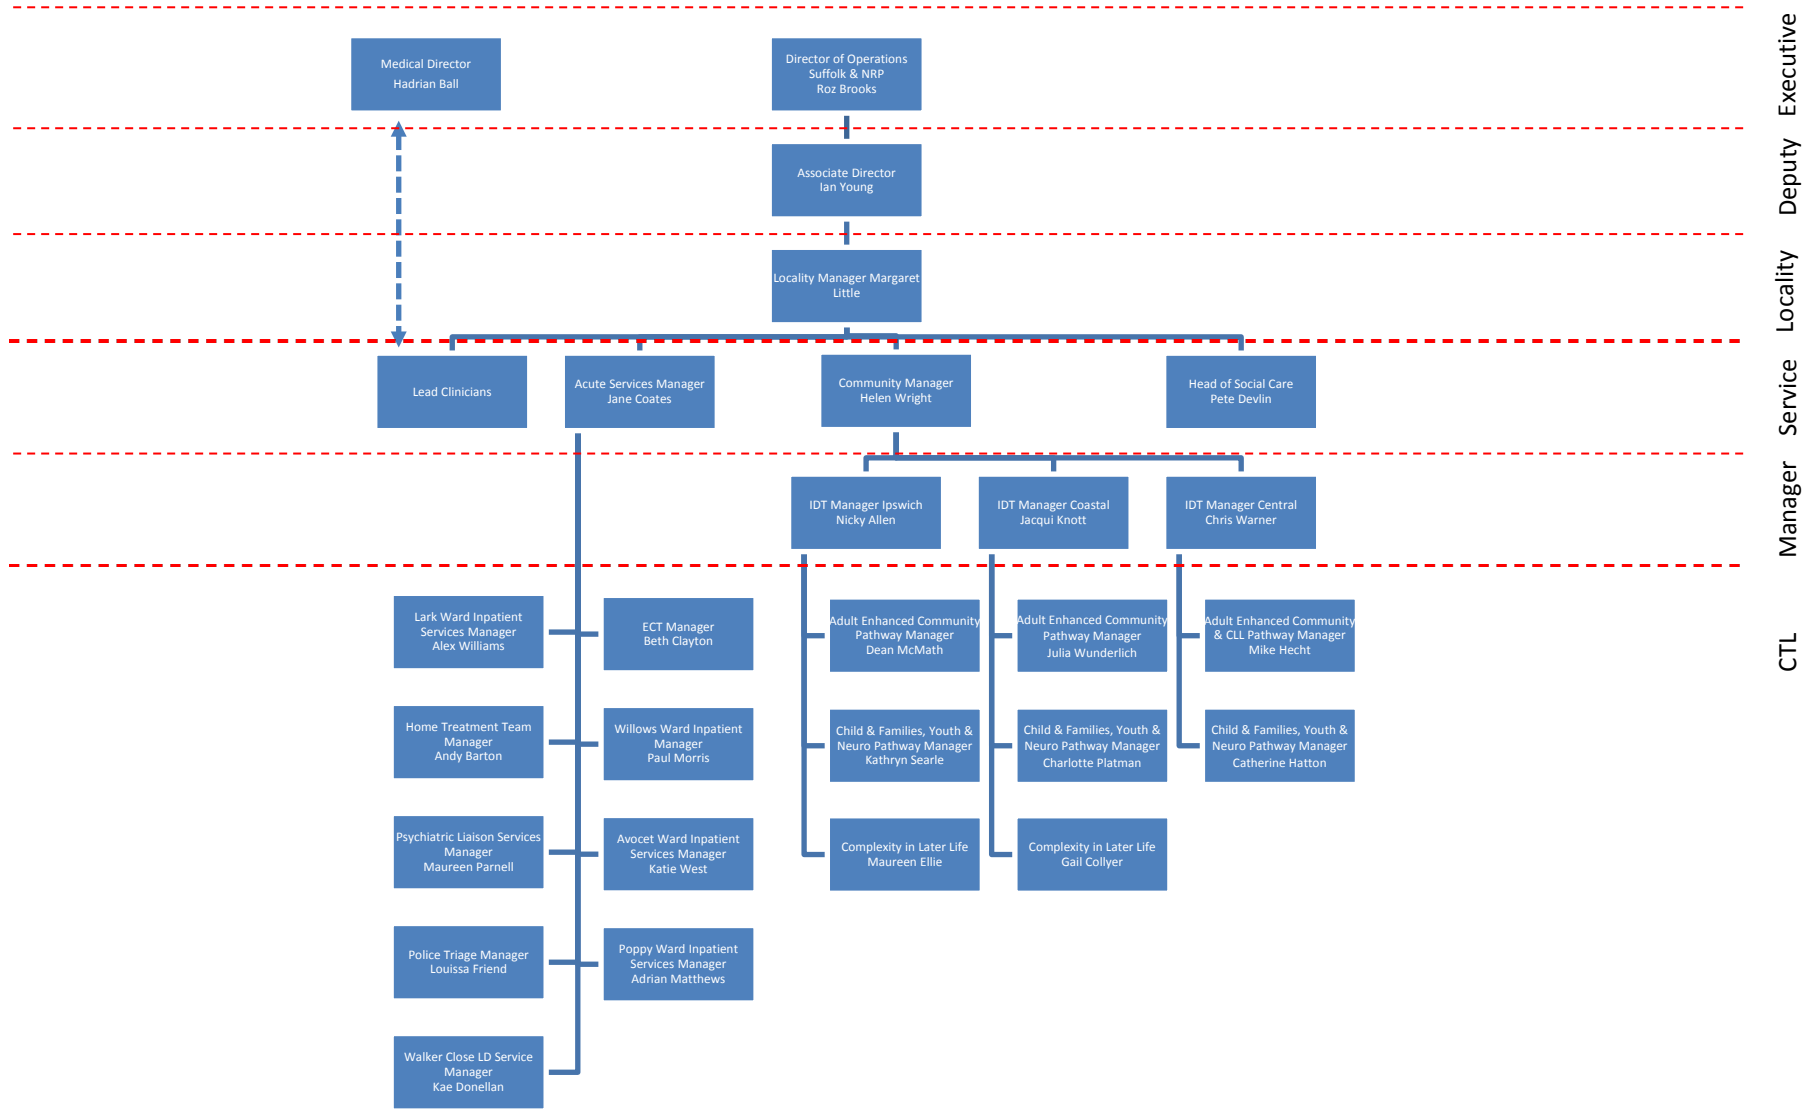 Medical Director
Hadrian Ball
Director of Operations
Suffolk & NRP
Roz Brooks
Executive
Associate Director
Ian Young
Deputy
Locality Manager Margaret
Little
Locality
Lead Clinicians
Acute Services Manager
Jane Coates
Community Manager
Helen Wright
Head of Social Care
Pete Devlin
Service
IDT Manager Ipswich
Nicky Allen
IDT Manager Coastal
Jacqui Knott
IDT Manager Central
Chris Warner
Manager
Lark Ward Inpatient
Services Manager
Alex Williams
ECT Manager
Beth Clayton
Adult Enhanced Community
Pathway Manager
Dean McMath
Adult Enhanced Community
Pathway Manager
Julia Wunderlich
Adult Enhanced Community
& CLL Pathway Manager
Mike Hecht
CTL
Home Treatment Team
Manager
Andy Barton
Willows Ward Inpatient
Manager
Paul Morris
Child & Families, Youth &
Neuro Pathway Manager
Kathryn Searle
Child & Families, Youth &
Neuro Pathway Manager
Charlotte Platman
Child & Families, Youth &
Neuro Pathway Manager
Catherine Hatton
Psychiatric Liaison Services
Manager
Maureen Parnell
Avocet Ward Inpatient
Services Manager
Katie West
Complexity in Later Life
Maureen Ellie
Complexity in Later Life
Gail Collyer
Police Triage Manager
Louissa Friend
Poppy Ward Inpatient
Services Manager
Adrian Matthews
Walker Close LD Service
Manager
Kae Donellan